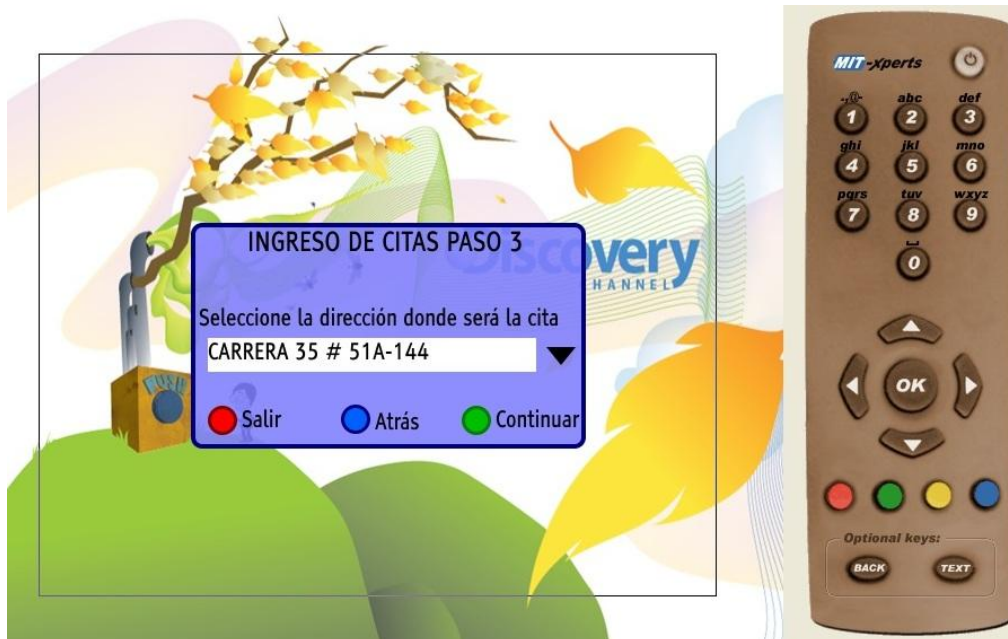 INGRESO DE CITAS PASO 3
Discovery
CHANNEL
Seleccione la dirección donde será la cita
CARRERA 35 # 51A-144
Salir
Atrás
Continuar
PUSH
MIT-xperts
abc
def
1
2
3
ghi
jkl
mno
4
5
6
pqrs
tuv
wxyz
7
8
9
0
OK
Optional keys:
BACK
TEXT